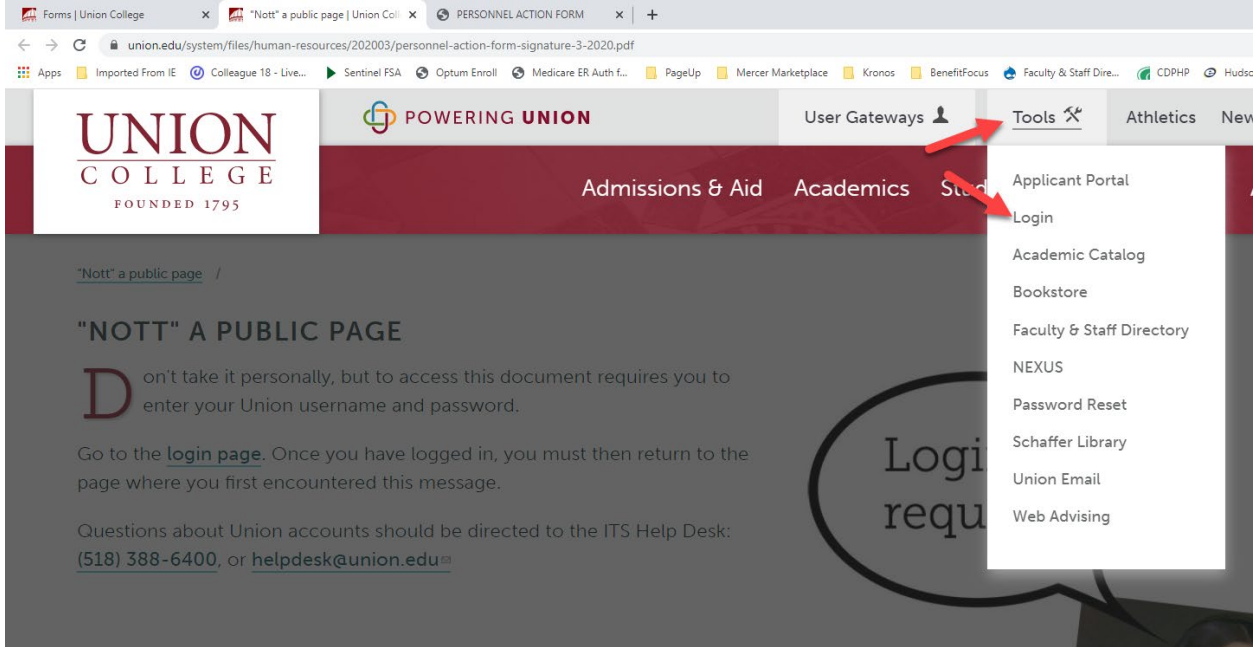 Forms | Union College
"Nott" a public page | Union Coll
PERSONNEL ACTION FORM
union.edu/system/files/human-resources/202003/personnel-action-form-signature-3-2020.pdf
Apps Imported From IE Colleague 18 - Live... Sentinel FSA Optum Enroll Medicare ER Auth f... PageUp Mercer Marketplace Kronos BenefitFocus Faculty & Staff Dire... CDPHP Hudso
UNION
COLLEGE
FOUNDED 1795
POWERING UNION
User Gateways Tools Athletics New
Admissions & Aid Academics Stud
Applicant Portal
Login
Academic Catalog
Bookstore
Faculty & Staff Directory
NEXUS
Password Reset
Schaffer Library
Union Email
Web Advising
"Nott" a public page /
"NOTT" A PUBLIC PAGE
Don't take it personally, but to access this document requires you to
enter your Union username and password.
Go to the login page. Once you have logged in, you must then return to the
page where you first encountered this message.
Questions about Union accounts should be directed to the ITS Help Desk:
(518) 388-6400, or helpdesk@union.edu
Logi
requ